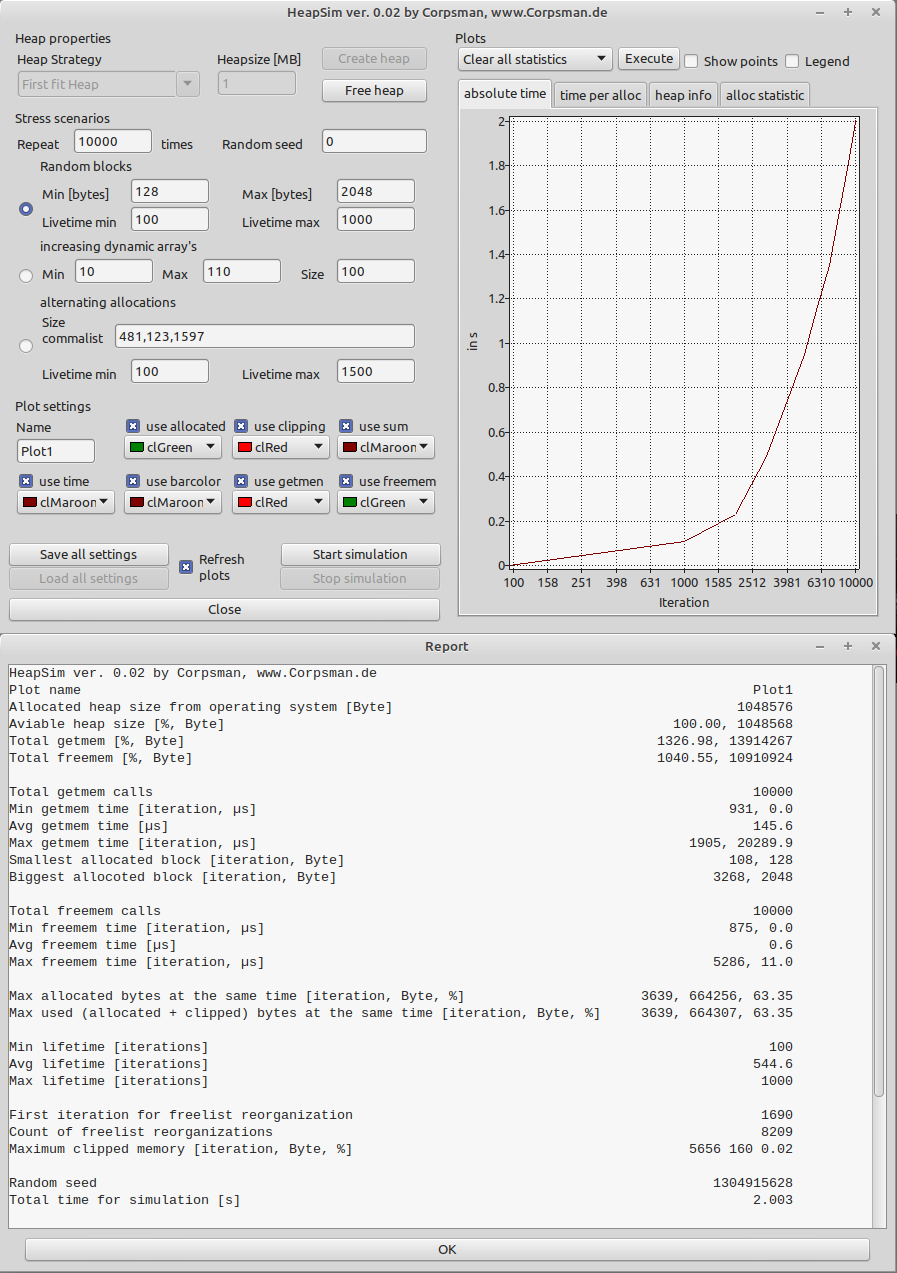 HeapSim ver. 0.02 by Corpsman, www.Corpsman.de
Heap properties
Heap Strategy
Heapsize [MB]
Create heap
First fit Heap
1
Free heap
Stress scenarios
Repeat 10000 times Random seed 0
Random blocks
Min [bytes] 128 Max [bytes] 2048
Livetime min 100 Livetime max 1000
increasing dynamic array's
Min 10 Max 110 Size 100
alternating allocations
Size
commalist 481,123,1597
Livetime min 100 Livetime max 1500
Plot settings
Name
Plot1
use allocated
clGreen
use clipping
clRed
use sum
clMaroon
use time
clMaroon
use barcolor
clMaroon
use getmen
clRed
use freemem
clGreen
Save all settings
Load all settings
Refresh
plots
Start simulation
Stop simulation
Close
Plots
Clear all statistics Execute Show points Legend
absolute time time per alloc heap info alloc statistic
2
1.8
1.6
1.4
1.2
1
0.8
0.6
0.4
0.2
0
in s
100 158 251 398 631 1000 1585 2512 3981 6310 10000
Iteration
Report
HeapSim ver. 0.02 by Corpsman, www.Corpsman.de
Plot name Plot1
Allocated heap size from operating system [Byte] 1048576
Aviable heap size [%, Byte] 100.00, 1048568
Total getmem [%, Byte] 1326.98, 13914267
Total freemem [%, Byte] 1040.55, 10910924
Total getmem calls 10000
Min getmem time [iteration, µs] 931, 0.0
Avg getmem time [µs] 145.6
Max getmem time [iteration, µs] 1905, 20289.9
Smallest allocated block [iteration, Byte] 108, 128
Biggest allocoted block [iteration, Byte] 3268, 2048
Total freemem calls 10000
Min freemem time [iteration, µs] 875, 0.0
Avg freemem time [µs] 0.6
Max freemem time [iteration, µs] 5286, 11.0
Max allocated bytes at the same time [iteration, Byte, %] 3639, 664256, 63.35
Max used (allocated + clipped) bytes at the same time [iteration, Byte, %] 3639, 664307, 63.35
Min lifetime [iterations] 100
Avg lifetime [iterations] 544.6
Max lifetime [iterations] 1000
First iteration for freelist reorganization 1690
Count of freelist reorganizations 8209
Maximum clipped memory [iteration, Byte, %] 5656 160 0.02
Random seed 1304915628
Total time for simulation [s] 2.003
OK